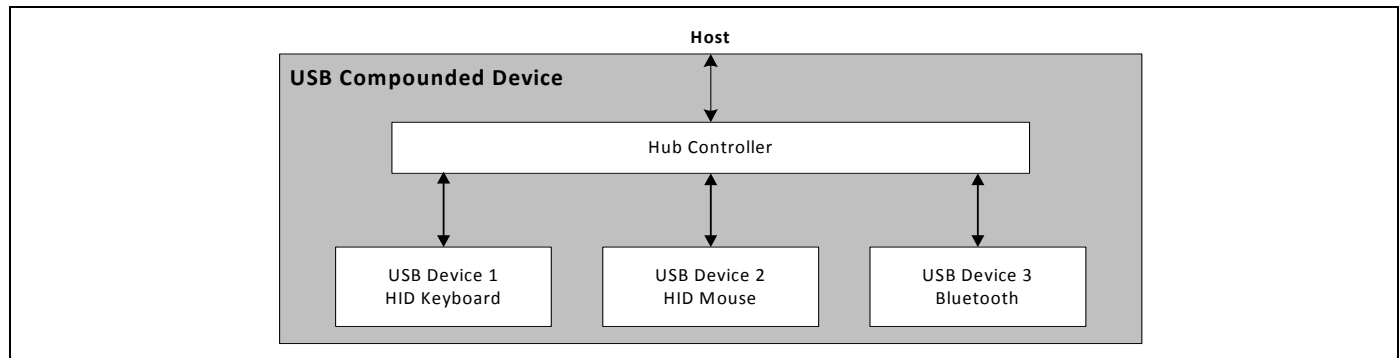 Host
USB Compounded Device
Hub Controller
USB Device 1
HID Keyboard
USB Device 2
HID Mouse
USB Device 3
Bluetooth